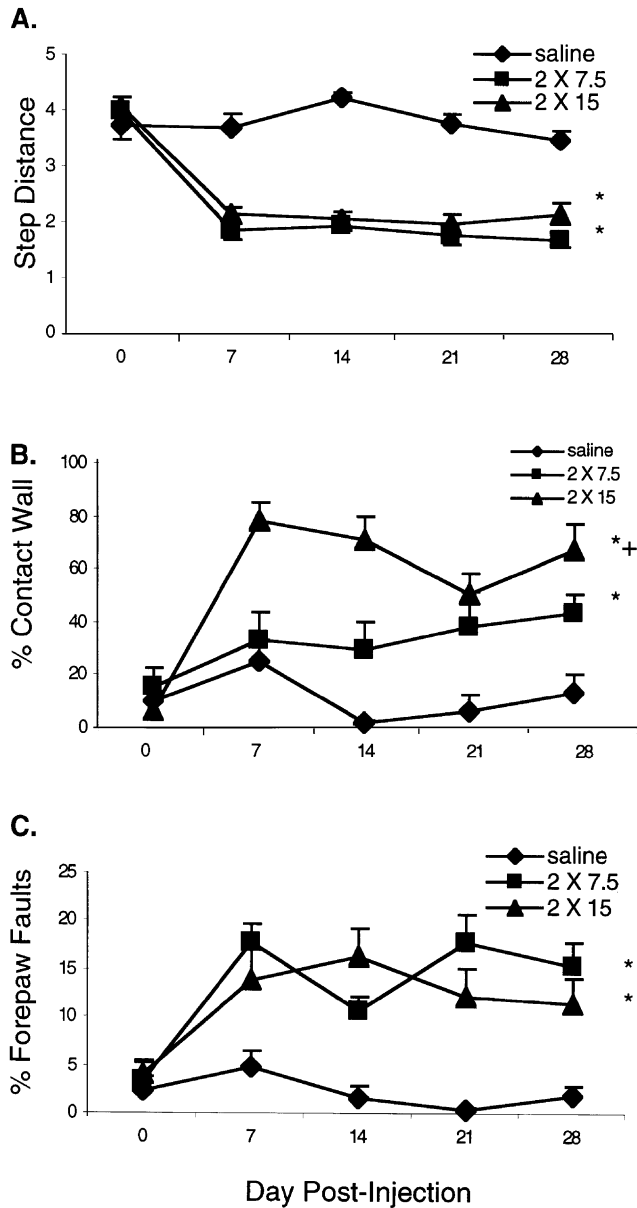 A.
saline
2 X 7.5
2 X 15
Step Distance
5
4
3
2
1
0
*
*
0 7 14 21 28
B.
saline
2 X 7.5
2 X 15
% Contact Wall
100
80
60
40
20
0
*+
*
0 7 14 21 28
C.
saline
2 X 7.5
2 X 15
% Forepaw Faults
25
20
15
10
5
0
*
*
0 7 14 21 28
Day Post-Injection